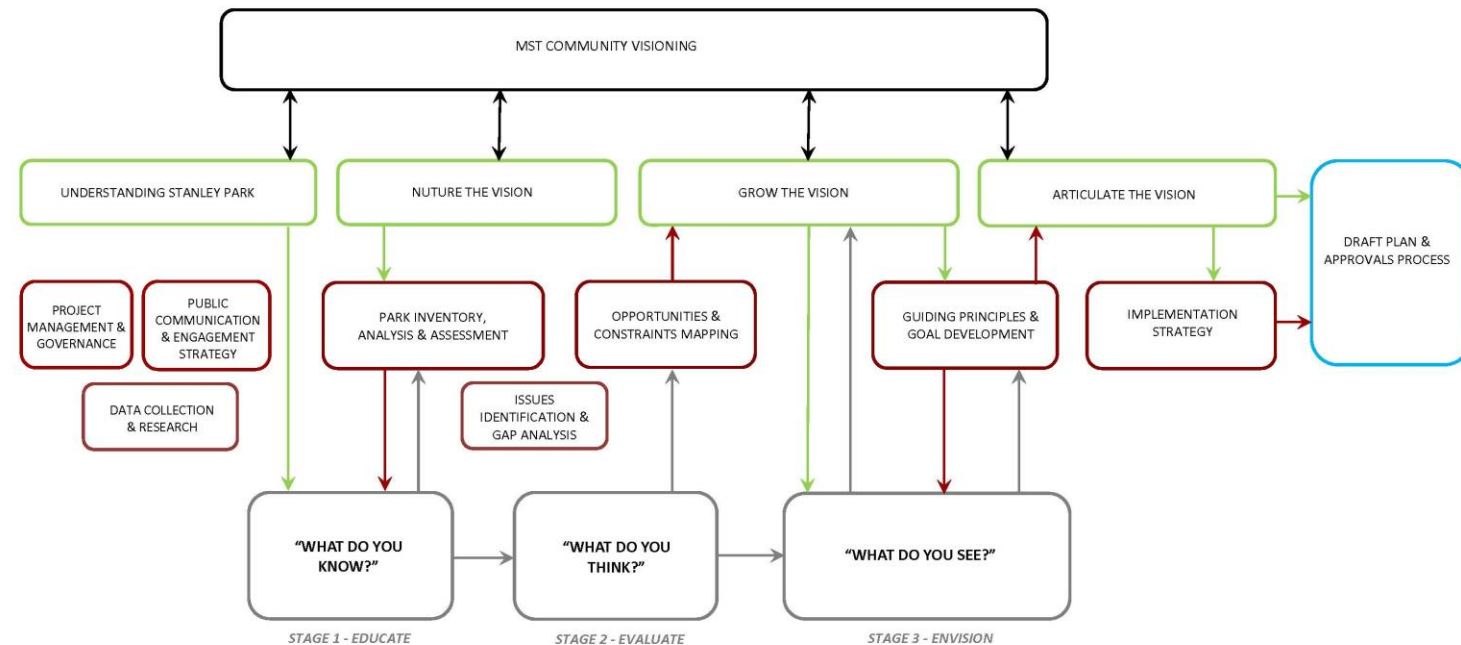 MST COMMUNITY VISIONING
UNDERSTANDING STANLEY PARK
NUTURE THE VISION
GROW THE VISION
ARTICULATE THE VISION
DRAFT PLAN &
APPROVALS PROCESS
PROJECT
MANAGEMENT &
GOVERNANCE
PUBLIC
COMMUNICATION
& ENGAGEMENT
STRATEGY
PARK INVENTORY,
ANALYSIS & ASSESSMENT
OPPORTUNITIES &
CONSTRAINTS MAPPING
GUIDING PRINCIPLES &
GOAL DEVELOPMENT
IMPLEMENTATION
STRATEGY
DATA COLLECTION
& RESEARCH
ISSUES
IDENTIFICATION &
GAP ANALYSIS
“WHAT DO YOU
KNOW?”
“WHAT DO YOU
THINK?”
“WHAT DO YOU SEE?”
STAGE 1 - EDUCATE
STAGE 2 - EVALUATE
STAGE 3 - ENVISION